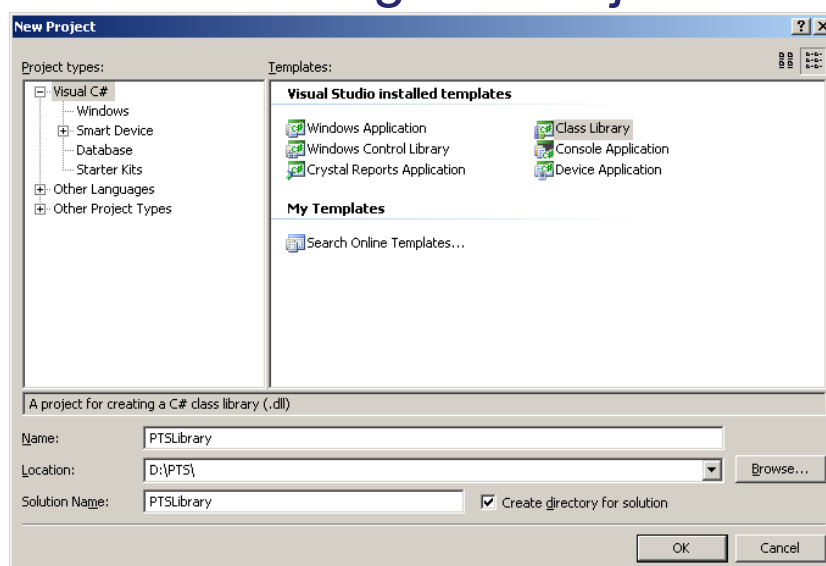 New Project
Project types:
Templates:
Visual C#
Windows
Smart Device
Database
Starter Kits
Other Languages
Other Project Types
Visual Studio installed templates
Windows Application
Class Library
Windows Control Library
Console Application
Crystal Reports Application
Device Application
My Templates
Search Online Templates...
A project for creating a C# class library (.dll)
Name: PTSLibrary
Location: D:\PTS\ Browse...
Solution Name: PTSLibrary Create directory for solution
OK Cancel